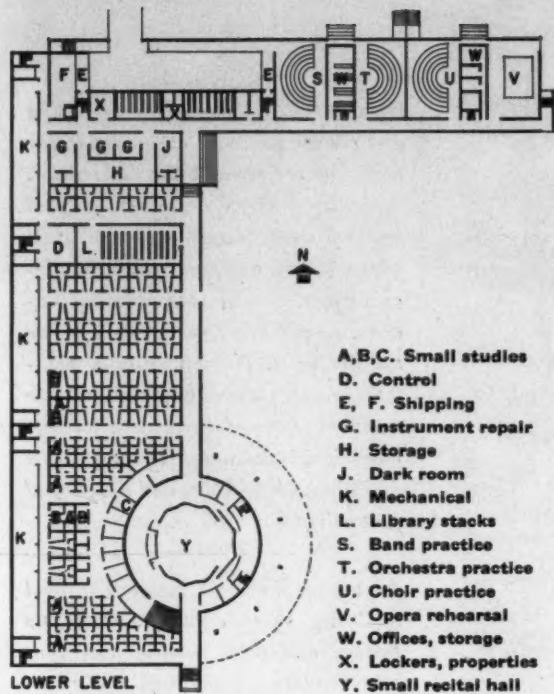 W
F E E S W T U V
X X
K G G G J
H
D L
N
K
B
A
B
A
A
C
Y
K
A
A
A,B,C. Small studies
D. Control
E, F. Shipping
G. Instrument repair
H. Storage
J. Dark room
K. Mechanical
L. Library stacks
S. Band practice
T. Orchestra practice
U. Choir practice
V. Opera rehearsal
W. Offices, storage
X. Lockers, properties
Y. Small recital hall
LOWER LEVEL